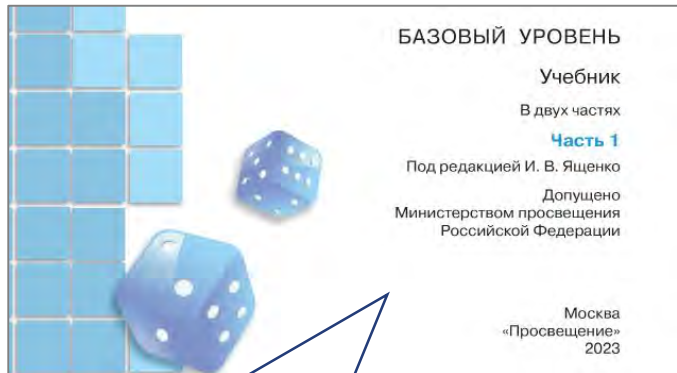 БАЗОВЫЙ УРОВЕНЬ
Учебник
В двух частях
Часть 1
Под редакцией И. В. Ященко
Допущено
Министерством просвещения
Российской Федерации
Москва
«Просвещение»
2023